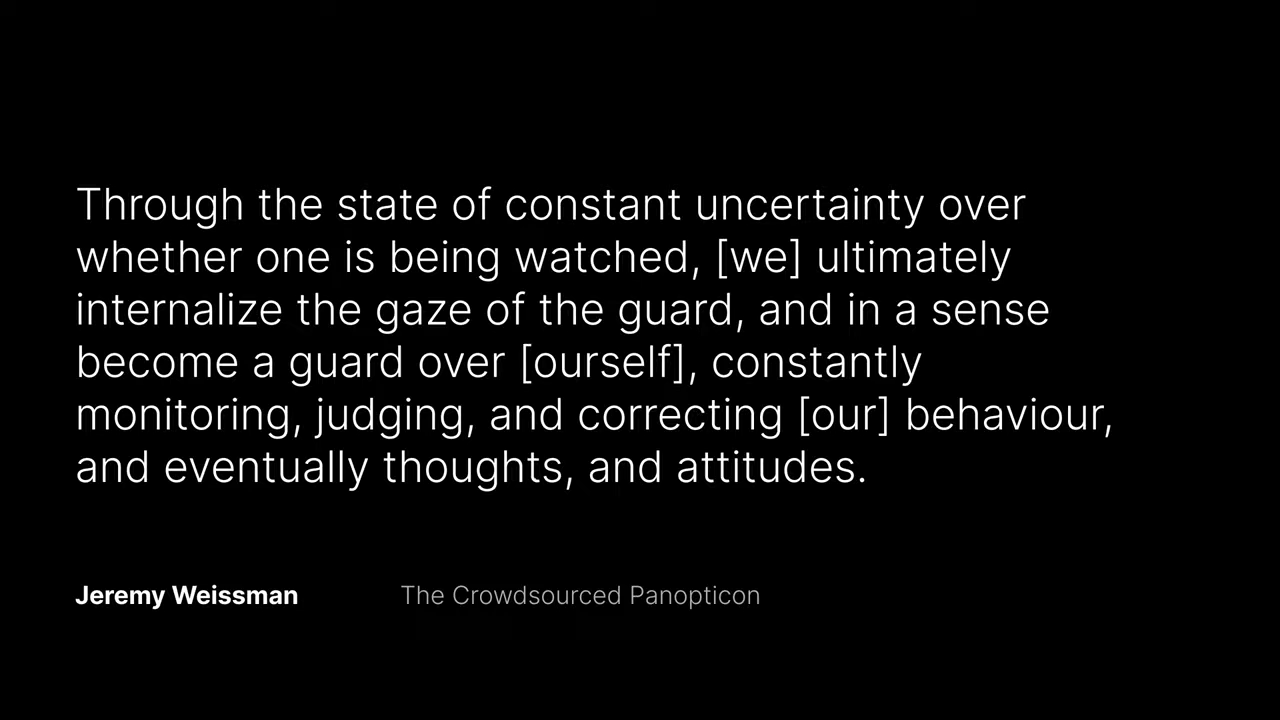 Through the state of constant uncertainty over
whether one is being watched, [we] ultimately
internalize the gaze of the guard, and in a sense
become a guard over [ourself], constantly
monitoring, judging, and correcting [our] behaviour,
and eventually thoughts, and attitudes.
Jeremy Weissman The Crowdsourced Panopticon